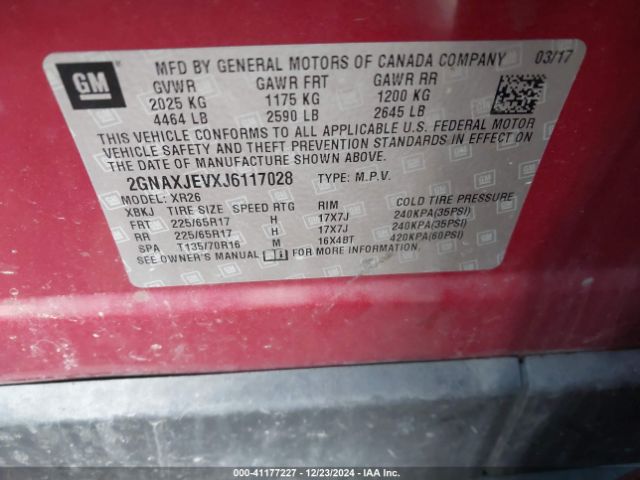 GM
MFD BY GENERAL MOTORS OF CANADA COMPANY 03/17
GVWR GAWR FRT GAWR RR
2025 KG 1175 KG 1200 KG
4464 LB 2590 LB 2645 LB
THIS VEHICLE CONFORMS TO ALL APPLICABLE U.S. FEDERAL MOTOR
VEHICLE SAFETY AND THEFT PREVENTION STANDARDS IN EFFECT ON
THE DATE OF MANUFACTURE SHOWN ABOVE.
2GNAXJEVXJ6117028 TYPE: M.P.V.
MODEL: XR26
XBKJ TIRE SIZE SPEED RTG RIM COLD TIRE PRESSURE
FRT 225/65R17 H 17X7J 240KPA(35PSI)
RR 225/65R17 H 17X7J 240KPA(35PSI)
SPA T135/70R16 M 16X4BT 420KPA(60PSI)
SEE OWNER'S MANUAL FOR MORE INFORMATION.
000-41177227 - 12/23/2024 - IAA Inc.